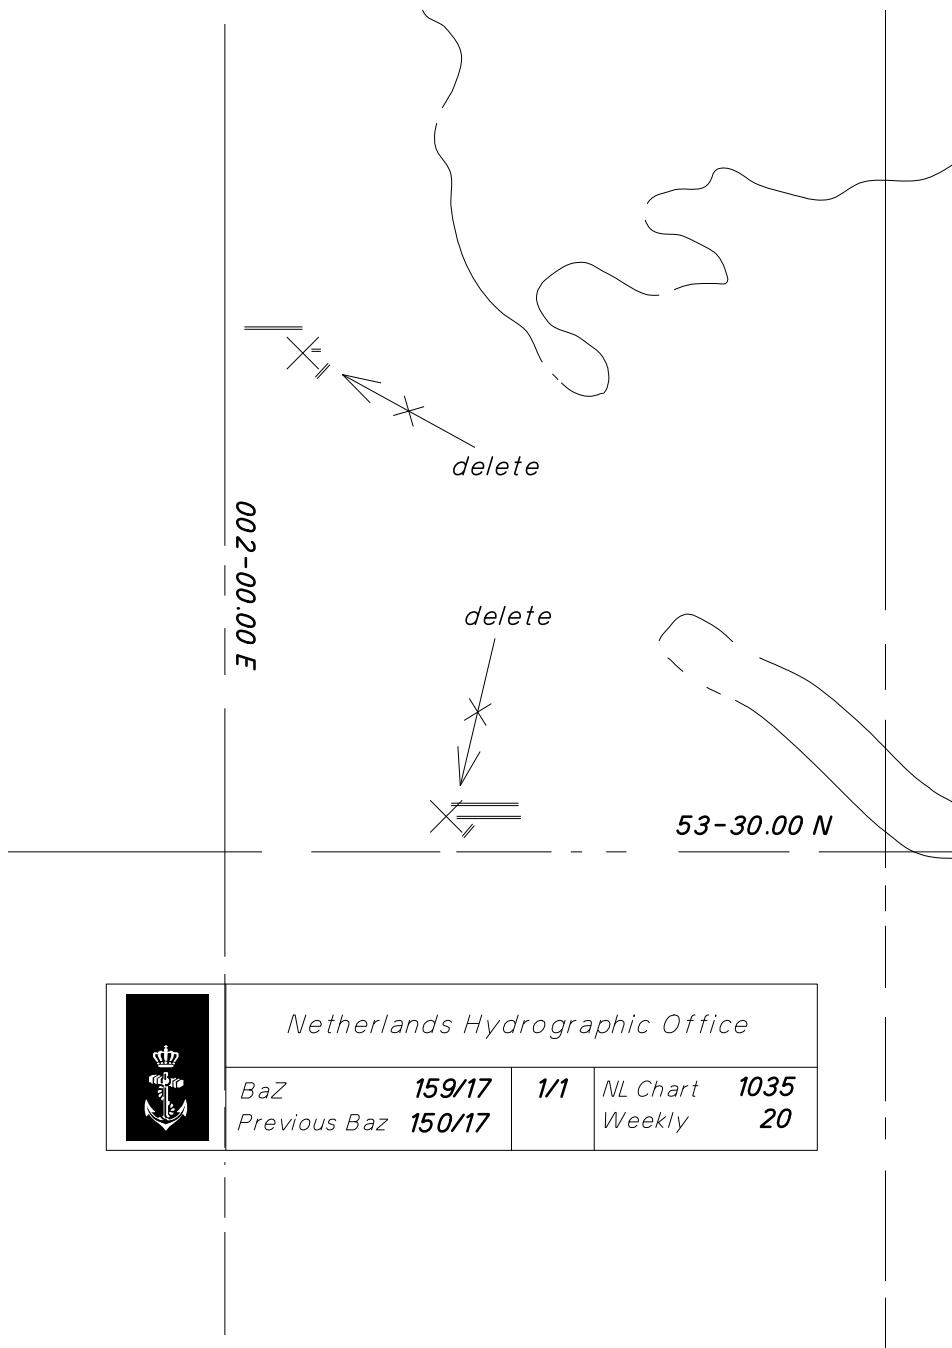 delete
002-00.00 E
delete
53-30.00 N
Netherlands Hydrographic Office
BaZ 159/17 1/1 NL Chart 1035
Previous Baz 150/17 Weekly 20